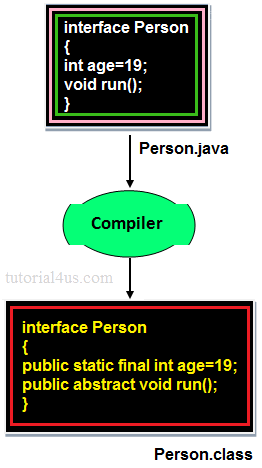 interface Person
{
int age=19;
void run();
}
Person.java
Compiler
tutorial4us.com
interface Person
{
public static final int age=19;
public abstract void run();
}
Person.class